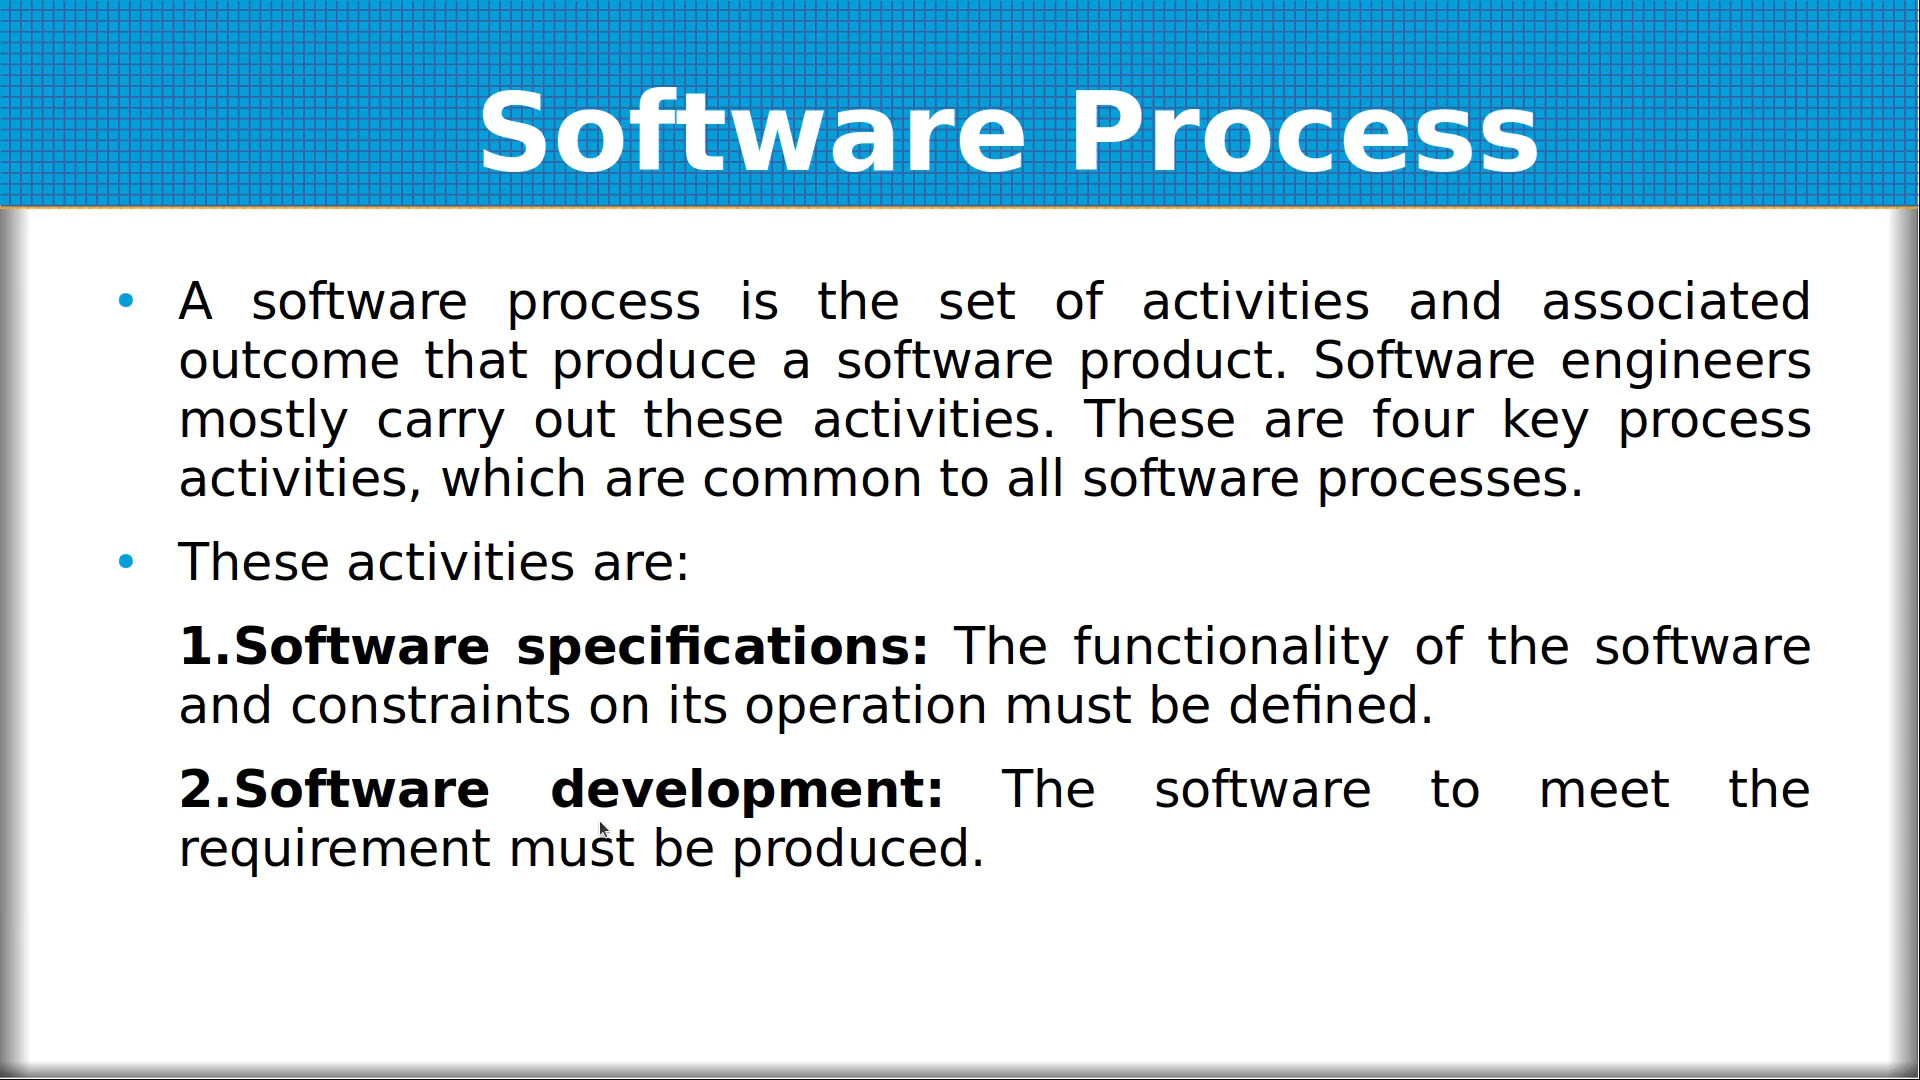 Software Process
• A software process is the set of activities and associated
outcome that produce a software product. Software engineers
mostly carry out these activities. These are four key process
activities, which are common to all software processes.
• These activities are:
1.Software specifications: The functionality of the software
and constraints on its operation must be defined.
2.Software development: The software to meet the
requirement must be produced.